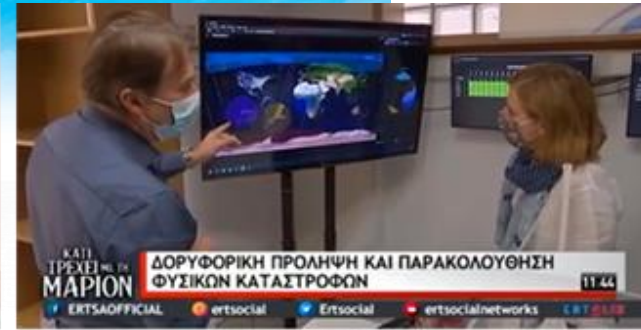 ΚΑΤΙ
ΤΡΕΧΕΙ ΜΕ ΤΗ
ΜΑΡΙΟΝ
ΔΟΡΥΦΟΡΙΚΗ ΠΡΟΛΗΨΗ ΚΑΙ ΠΑΡΑΚΟΛΟΥΘΗΣΗ
ΦΥΣΙΚΩΝ ΚΑΤΑΣΤΡΟΦΩΝ
11:44
ERTSAOFFICIAL ertsocial Ertsocial ertsocialnetworks